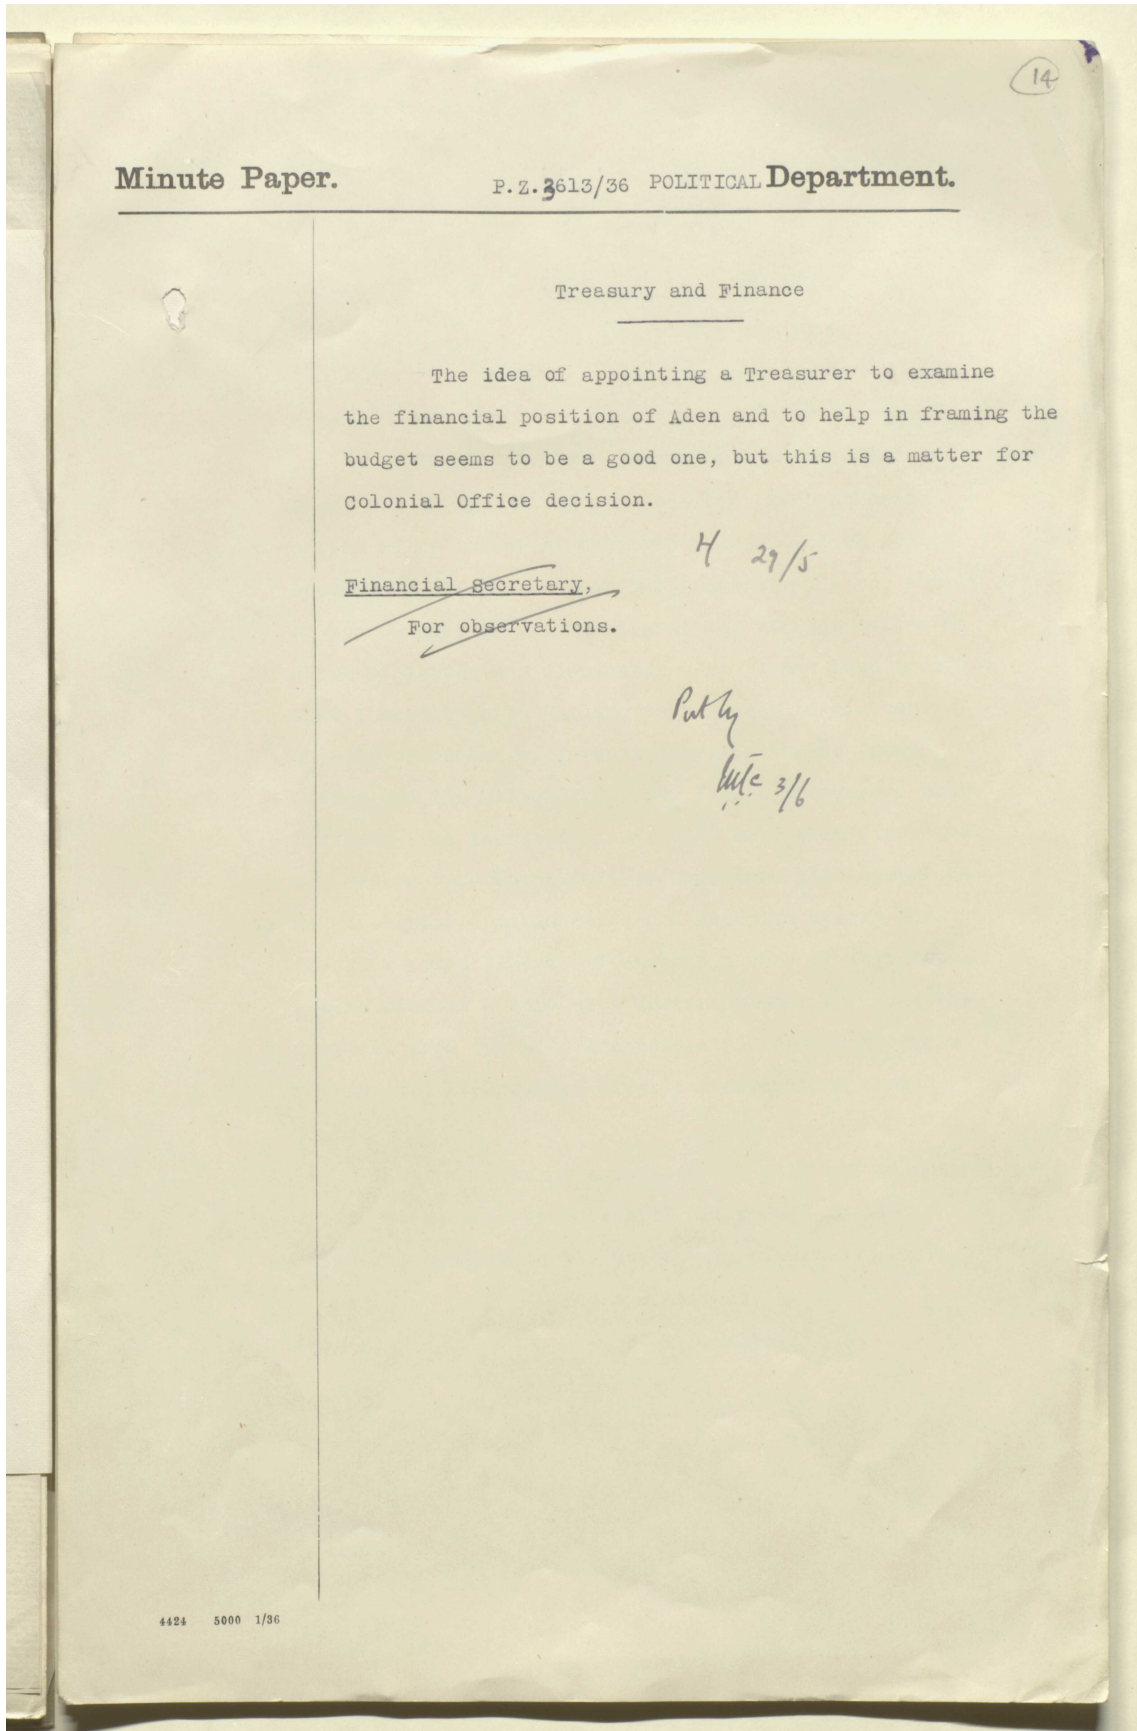 14
Minute Paper. P.Z.3613/36 POLITICAL Department.
Treasury and Finance
The idea of appointing a Treasurer to examine
the financial position of Aden and to help in framing the
budget seems to be a good one, but this is a matter for
Colonial Office decision.
29/5
Financial Secretary,
For observations.
Put by
3/6
4424 5000 1/36